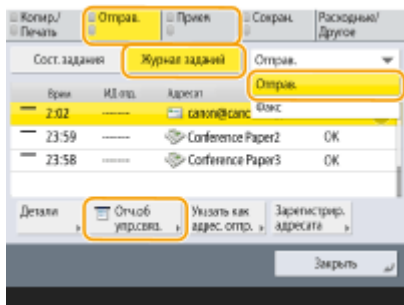 Копир./
Печать
Отправ.
Прием
Сохран.
Расходные/
Другое
Сост. задания
Журнал заданий
Отправ.
Отправ.
Факс
Врем
ИД отд.
Адресат
2:02
--------
canon@canc
23:59
--------
Conference Paper2
OK
23:58
--------
Conference Paper3
OK
Детали
Отч.об
упр.связ.
Указать как
адрес. отпр.
Зарегистрир.
адресата
Закрыть